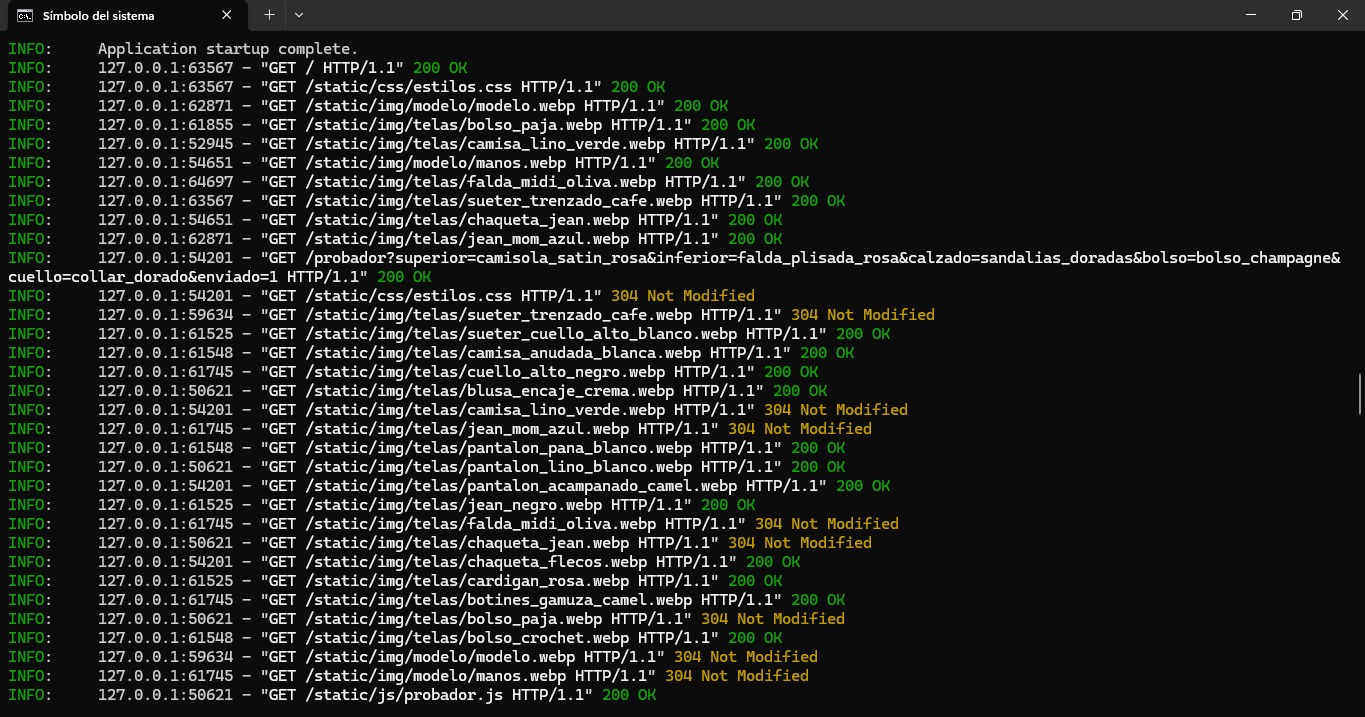 Símbolo del sistema
INFO:     Application startup complete.
INFO:     127.0.0.1:63567 - "GET / HTTP/1.1" 200 OK
INFO:     127.0.0.1:63567 - "GET /static/css/estilos.css HTTP/1.1" 200 OK
INFO:     127.0.0.1:62871 - "GET /static/img/modelo/modelo.webp HTTP/1.1" 200 OK
INFO:     127.0.0.1:61855 - "GET /static/img/telas/bolso_paja.webp HTTP/1.1" 200 OK
INFO:     127.0.0.1:52945 - "GET /static/img/telas/camisa_lino_verde.webp HTTP/1.1" 200 OK
INFO:     127.0.0.1:54651 - "GET /static/img/modelo/manos.webp HTTP/1.1" 200 OK
INFO:     127.0.0.1:64697 - "GET /static/img/telas/falda_midi_oliva.webp HTTP/1.1" 200 OK
INFO:     127.0.0.1:63567 - "GET /static/img/telas/sueter_trenzado_cafe.webp HTTP/1.1" 200 OK
INFO:     127.0.0.1:54651 - "GET /static/img/telas/chaqueta_jean.webp HTTP/1.1" 200 OK
INFO:     127.0.0.1:62871 - "GET /static/img/telas/jean_mom_azul.webp HTTP/1.1" 200 OK
INFO:     127.0.0.1:54201 - "GET /probador?superior=camisola_satin_rosa&inferior=falda_plisada_rosa&calzado=sandalias_doradas&bolso=bolso_champagne&
cuello=collar_dorado&enviado=1 HTTP/1.1" 200 OK
INFO:     127.0.0.1:54201 - "GET /static/css/estilos.css HTTP/1.1" 304 Not Modified
INFO:     127.0.0.1:59634 - "GET /static/img/telas/sueter_trenzado_cafe.webp HTTP/1.1" 304 Not Modified
INFO:     127.0.0.1:61525 - "GET /static/img/telas/sueter_cuello_alto_blanco.webp HTTP/1.1" 200 OK
INFO:     127.0.0.1:61548 - "GET /static/img/telas/camisa_anudada_blanca.webp HTTP/1.1" 200 OK
INFO:     127.0.0.1:61745 - "GET /static/img/telas/cuello_alto_negro.webp HTTP/1.1" 200 OK
INFO:     127.0.0.1:50621 - "GET /static/img/telas/blusa_encaje_crema.webp HTTP/1.1" 200 OK
INFO:     127.0.0.1:54201 - "GET /static/img/telas/camisa_lino_verde.webp HTTP/1.1" 304 Not Modified
INFO:     127.0.0.1:61745 - "GET /static/img/telas/jean_mom_azul.webp HTTP/1.1" 304 Not Modified
INFO:     127.0.0.1:61548 - "GET /static/img/telas/pantalon_pana_blanco.webp HTTP/1.1" 200 OK
INFO:     127.0.0.1:50621 - "GET /static/img/telas/pantalon_lino_blanco.webp HTTP/1.1" 200 OK
INFO:     127.0.0.1:54201 - "GET /static/img/telas/pantalon_acampanado_camel.webp HTTP/1.1" 200 OK
INFO:     127.0.0.1:61525 - "GET /static/img/telas/jean_negro.webp HTTP/1.1" 200 OK
INFO:     127.0.0.1:61745 - "GET /static/img/telas/falda_midi_oliva.webp HTTP/1.1" 304 Not Modified
INFO:     127.0.0.1:50621 - "GET /static/img/telas/chaqueta_jean.webp HTTP/1.1" 304 Not Modified
INFO:     127.0.0.1:54201 - "GET /static/img/telas/chaqueta_flecos.webp HTTP/1.1" 200 OK
INFO:     127.0.0.1:61525 - "GET /static/img/telas/cardigan_rosa.webp HTTP/1.1" 200 OK
INFO:     127.0.0.1:61745 - "GET /static/img/telas/botines_gamuza_camel.webp HTTP/1.1" 200 OK
INFO:     127.0.0.1:50621 - "GET /static/img/telas/bolso_paja.webp HTTP/1.1" 304 Not Modified
INFO:     127.0.0.1:61548 - "GET /static/img/telas/bolso_crochet.webp HTTP/1.1" 200 OK
INFO:     127.0.0.1:59634 - "GET /static/img/modelo/modelo.webp HTTP/1.1" 304 Not Modified
INFO:     127.0.0.1:61745 - "GET /static/img/modelo/manos.webp HTTP/1.1" 304 Not Modified
INFO:     127.0.0.1:50621 - "GET /static/js/probador.js HTTP/1.1" 200 OK